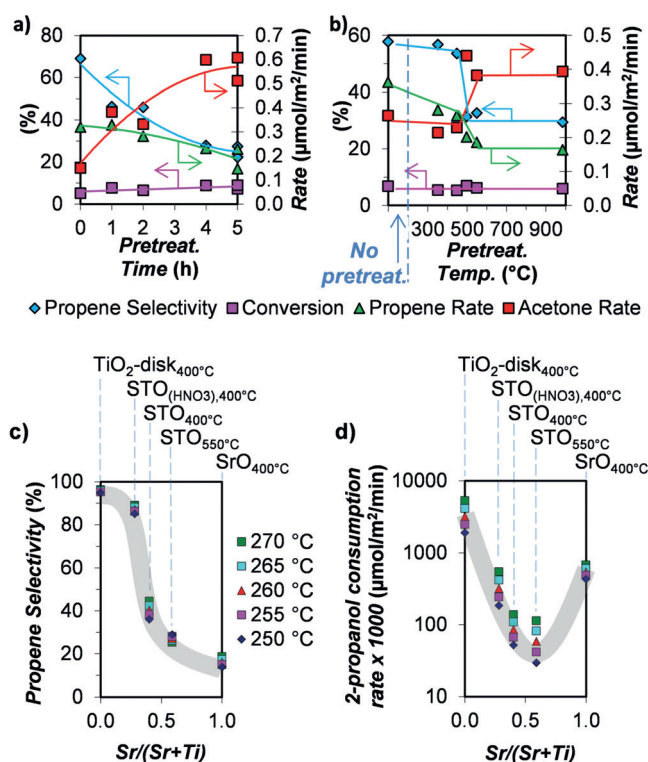 a)
b)
80
60
40
20
0
(%)
0.8
0.7
0.6
0.5
0.4
0.3
0.2
0.1
0.0
Rate (μmol/m²/min)
0 1 2 3 4 5
Pretreat.
Time (h)
60
50
40
30
20
10
0
(%)
0.5
0.4
0.3
0.2
0.1
0.0
Rate (μmol/m²/min)
300 500 700 900
Pretreat.
Temp. (°C)
No
pretreat.
Propene Selectivity Conversion Propene Rate Acetone Rate
c)
TiO₂-disk400°C
STO(HNO3),400°C
STO400°C
STO550°C
SrO400°C
100
80
60
40
20
0
Propene Selectivity (%)
270 °C
265 °C
260 °C
255 °C
250 °C
0.0 0.5 1.0
Sr/(Sr+Ti)
d)
TiO₂-disk400°C
STO(HNO3),400°C
STO400°C
STO550°C
SrO400°C
10000
1000
100
10
2-propanol consumption
rate x 1000 (μmol/m²/min)
0.0 0.5 1.0
Sr/(Sr+Ti)